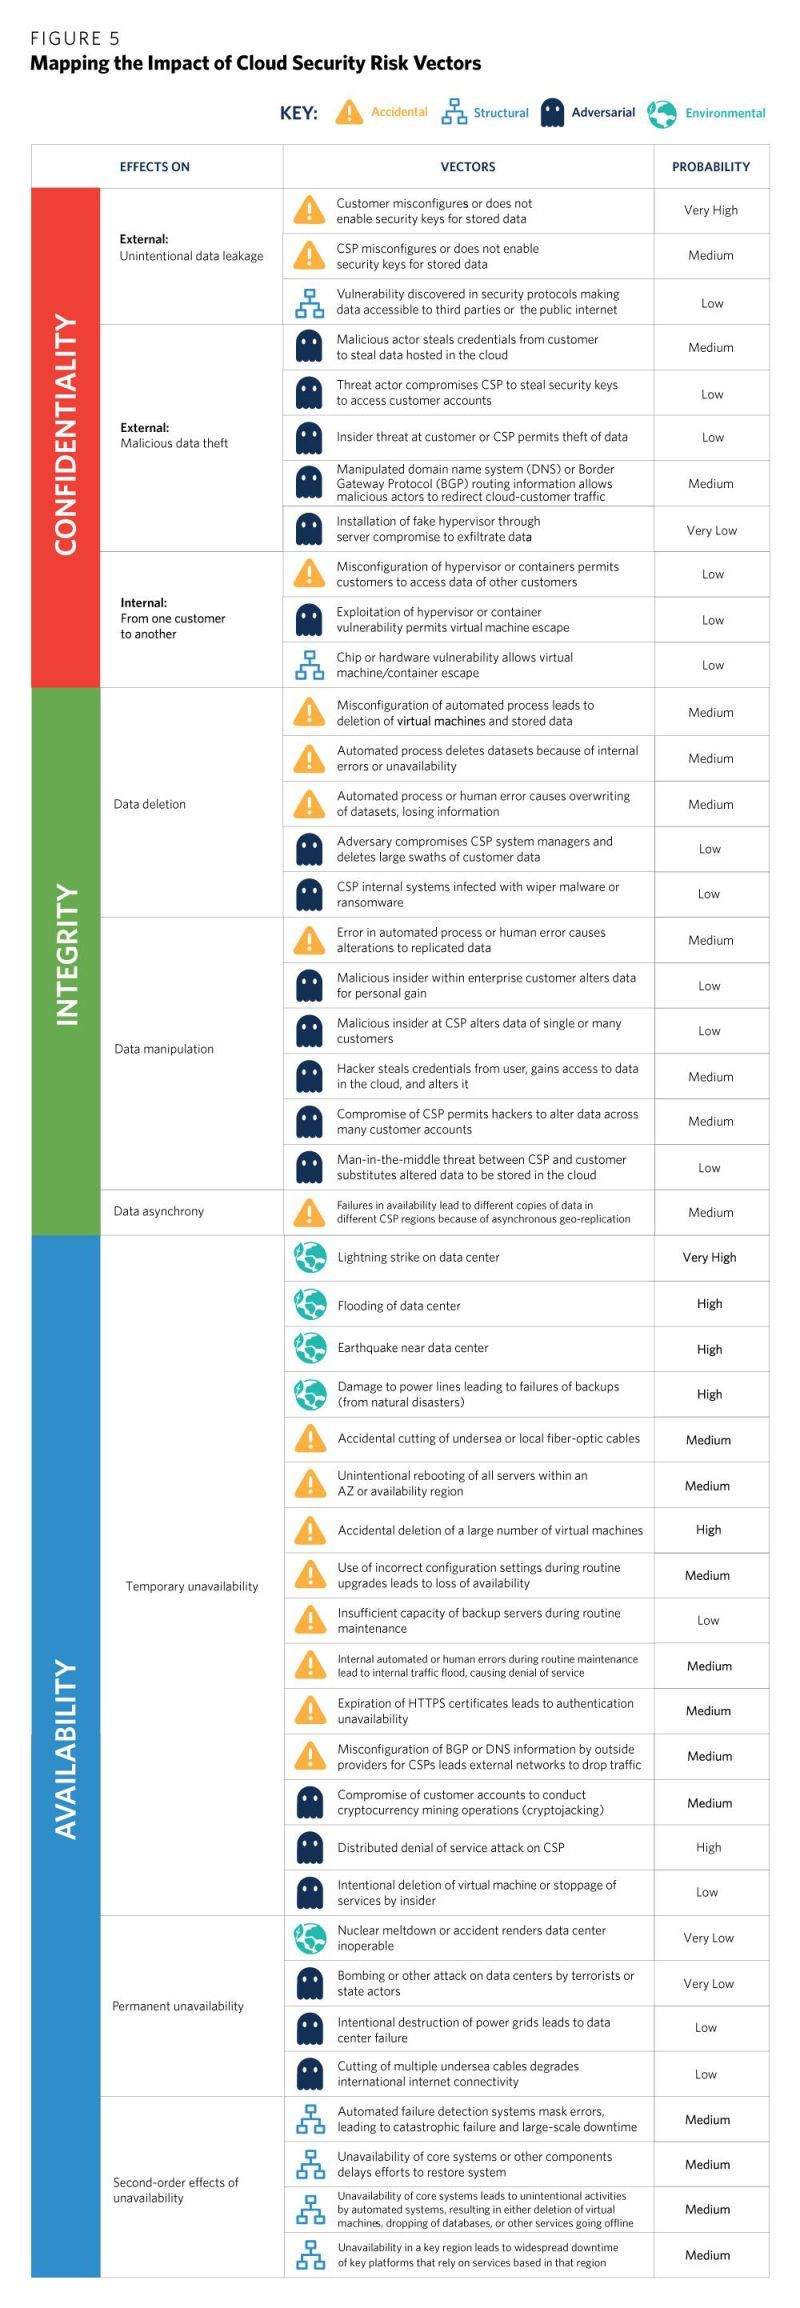 FIGURE 5
Mapping the Impact of Cloud Security Risk Vectors
KEY: Accidental Structural Adversarial Environmental
EFFECTS ON VECTORS PROBABILITY
CONFIDENTIALITY
External:
Unintentional data leakage
Customer misconfigures or does not
enable security keys for stored data
Very High
CSP misconfigures or does not enable
security keys for stored data
Medium
Vulnerability discovered in security protocols making
data accessible to third parties or the public internet
Low
External:
Malicious data theft
Malicious actor steals credentials from customer
to steal data hosted in the cloud
Medium
Threat actor compromises CSP to steal security keys
to access customer accounts
Low
Insider threat at customer or CSP permits theft of data
Low
Manipulated domain name system (DNS) or Border
Gateway Protocol (BGP) routing information allows
malicious actors to redirect cloud-customer traffic
Medium
Installation of fake hypervisor through
server compromise to exfiltrate data
Very Low
Internal:
From one customer
to another
Misconfiguration of hypervisor or containers permits
customers to access data of other customers
Low
Exploitation of hypervisor or container
vulnerability permits virtual machine escape
Low
Chip or hardware vulnerability allows virtual
machine/container escape
Low
INTEGRITY
Data deletion
Misconfiguration of automated process leads to
deletion of virtual machines and stored data
Medium
Automated process deletes datasets because of internal
errors or unavailability
Medium
Automated process or human error causes overwriting
of datasets, losing information
Medium
Adversary compromises CSP system managers and
deletes large swaths of customer data
Low
CSP internal systems infected with wiper malware or
ransomware
Low
Data manipulation
Error in automated process or human error causes
alterations to replicated data
Medium
Malicious insider within enterprise customer alters data
for personal gain
Low
Malicious insider at CSP alters data of single or many
customers
Low
Hacker steals credentials from user, gains access to data
in the cloud, and alters it
Medium
Compromise of CSP permits hackers to alter data across
many customer accounts
Medium
Man-in-the-middle threat between CSP and customer
substitutes altered data to be stored in the cloud
Low
Data asynchrony
Failures in availability lead to different copies of data in
different CSP regions because of asynchronous geo-replication
Medium
AVAILABILITY
Temporary unavailability
Lightning strike on data center
Very High
Flooding of data center
High
Earthquake near data center
High
Damage to power lines leading to failures of backups
(from natural disasters)
High
Accidental cutting of undersea or local fiber-optic cables
Medium
Unintentional rebooting of all servers within an
AZ or availability region
Medium
Accidental deletion of a large number of virtual machines
High
Use of incorrect configuration settings during routine
upgrades leads to loss of availability
Medium
Insufficient capacity of backup servers during routine
maintenance
Low
Internal automated or human errors during routine maintenance
lead to internal traffic flood, causing denial of service
Medium
Expiration of HTTPS certificates leads to authentication
unavailability
Medium
Misconfiguration of BGP or DNS information by outside
providers for CSPs leads external networks to drop traffic
Medium
Compromise of customer accounts to conduct
cryptocurrency mining operations (cryptojacking)
Medium
Distributed denial of service attack on CSP
High
Intentional deletion of virtual machine or stoppage of
services by insider
Low
Permanent unavailability
Nuclear meltdown or accident renders data center
inoperable
Very Low
Bombing or other attack on data centers by terrorists or
state actors
Very Low
Intentional destruction of power grids leads to data
center failure
Low
Cutting of multiple undersea cables degrades
international internet connectivity
Low
Second-order effects of
unavailability
Automated failure detection systems mask errors,
leading to catastrophic failure and large-scale downtime
Medium
Unavailability of core systems or other components
delays efforts to restore system
Medium
Unavailability of core systems leads to unintentional activities
by automated systems, resulting in either deletion of virtual
machines, dropping of databases, or other services going offline
Medium
Unavailability in a key region leads to widespread downtime
of key platforms that rely on services based in that region
Medium